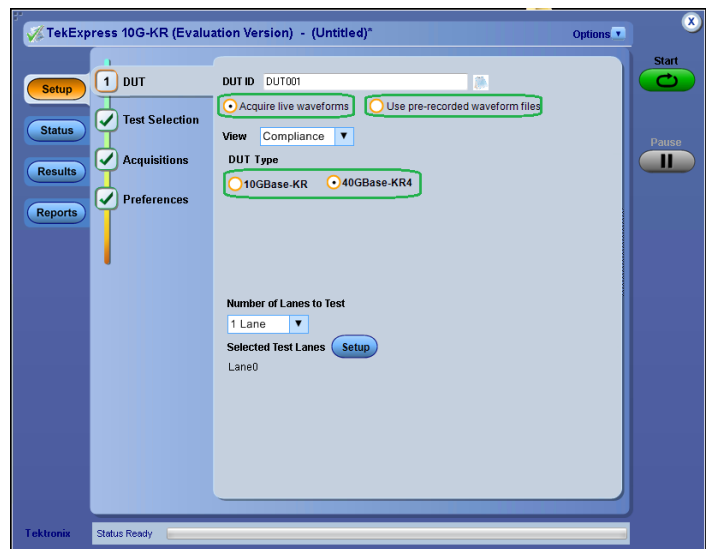 TekExpress 10G-KR (Evaluation Version) - (Untitled)*
Options
x
Start
Setup
1 DUT
DUT ID DUT001
Acquire live waveforms
Use pre-recorded waveform files
Test Selection
Status
View Compliance
Pause
Acquisitions
DUT Type
Results
10GBase-KR
40GBase-KR4
Preferences
Reports
Number of Lanes to Test
1 Lane
Selected Test Lanes Setup
Lane0
Tektronix
Status Ready